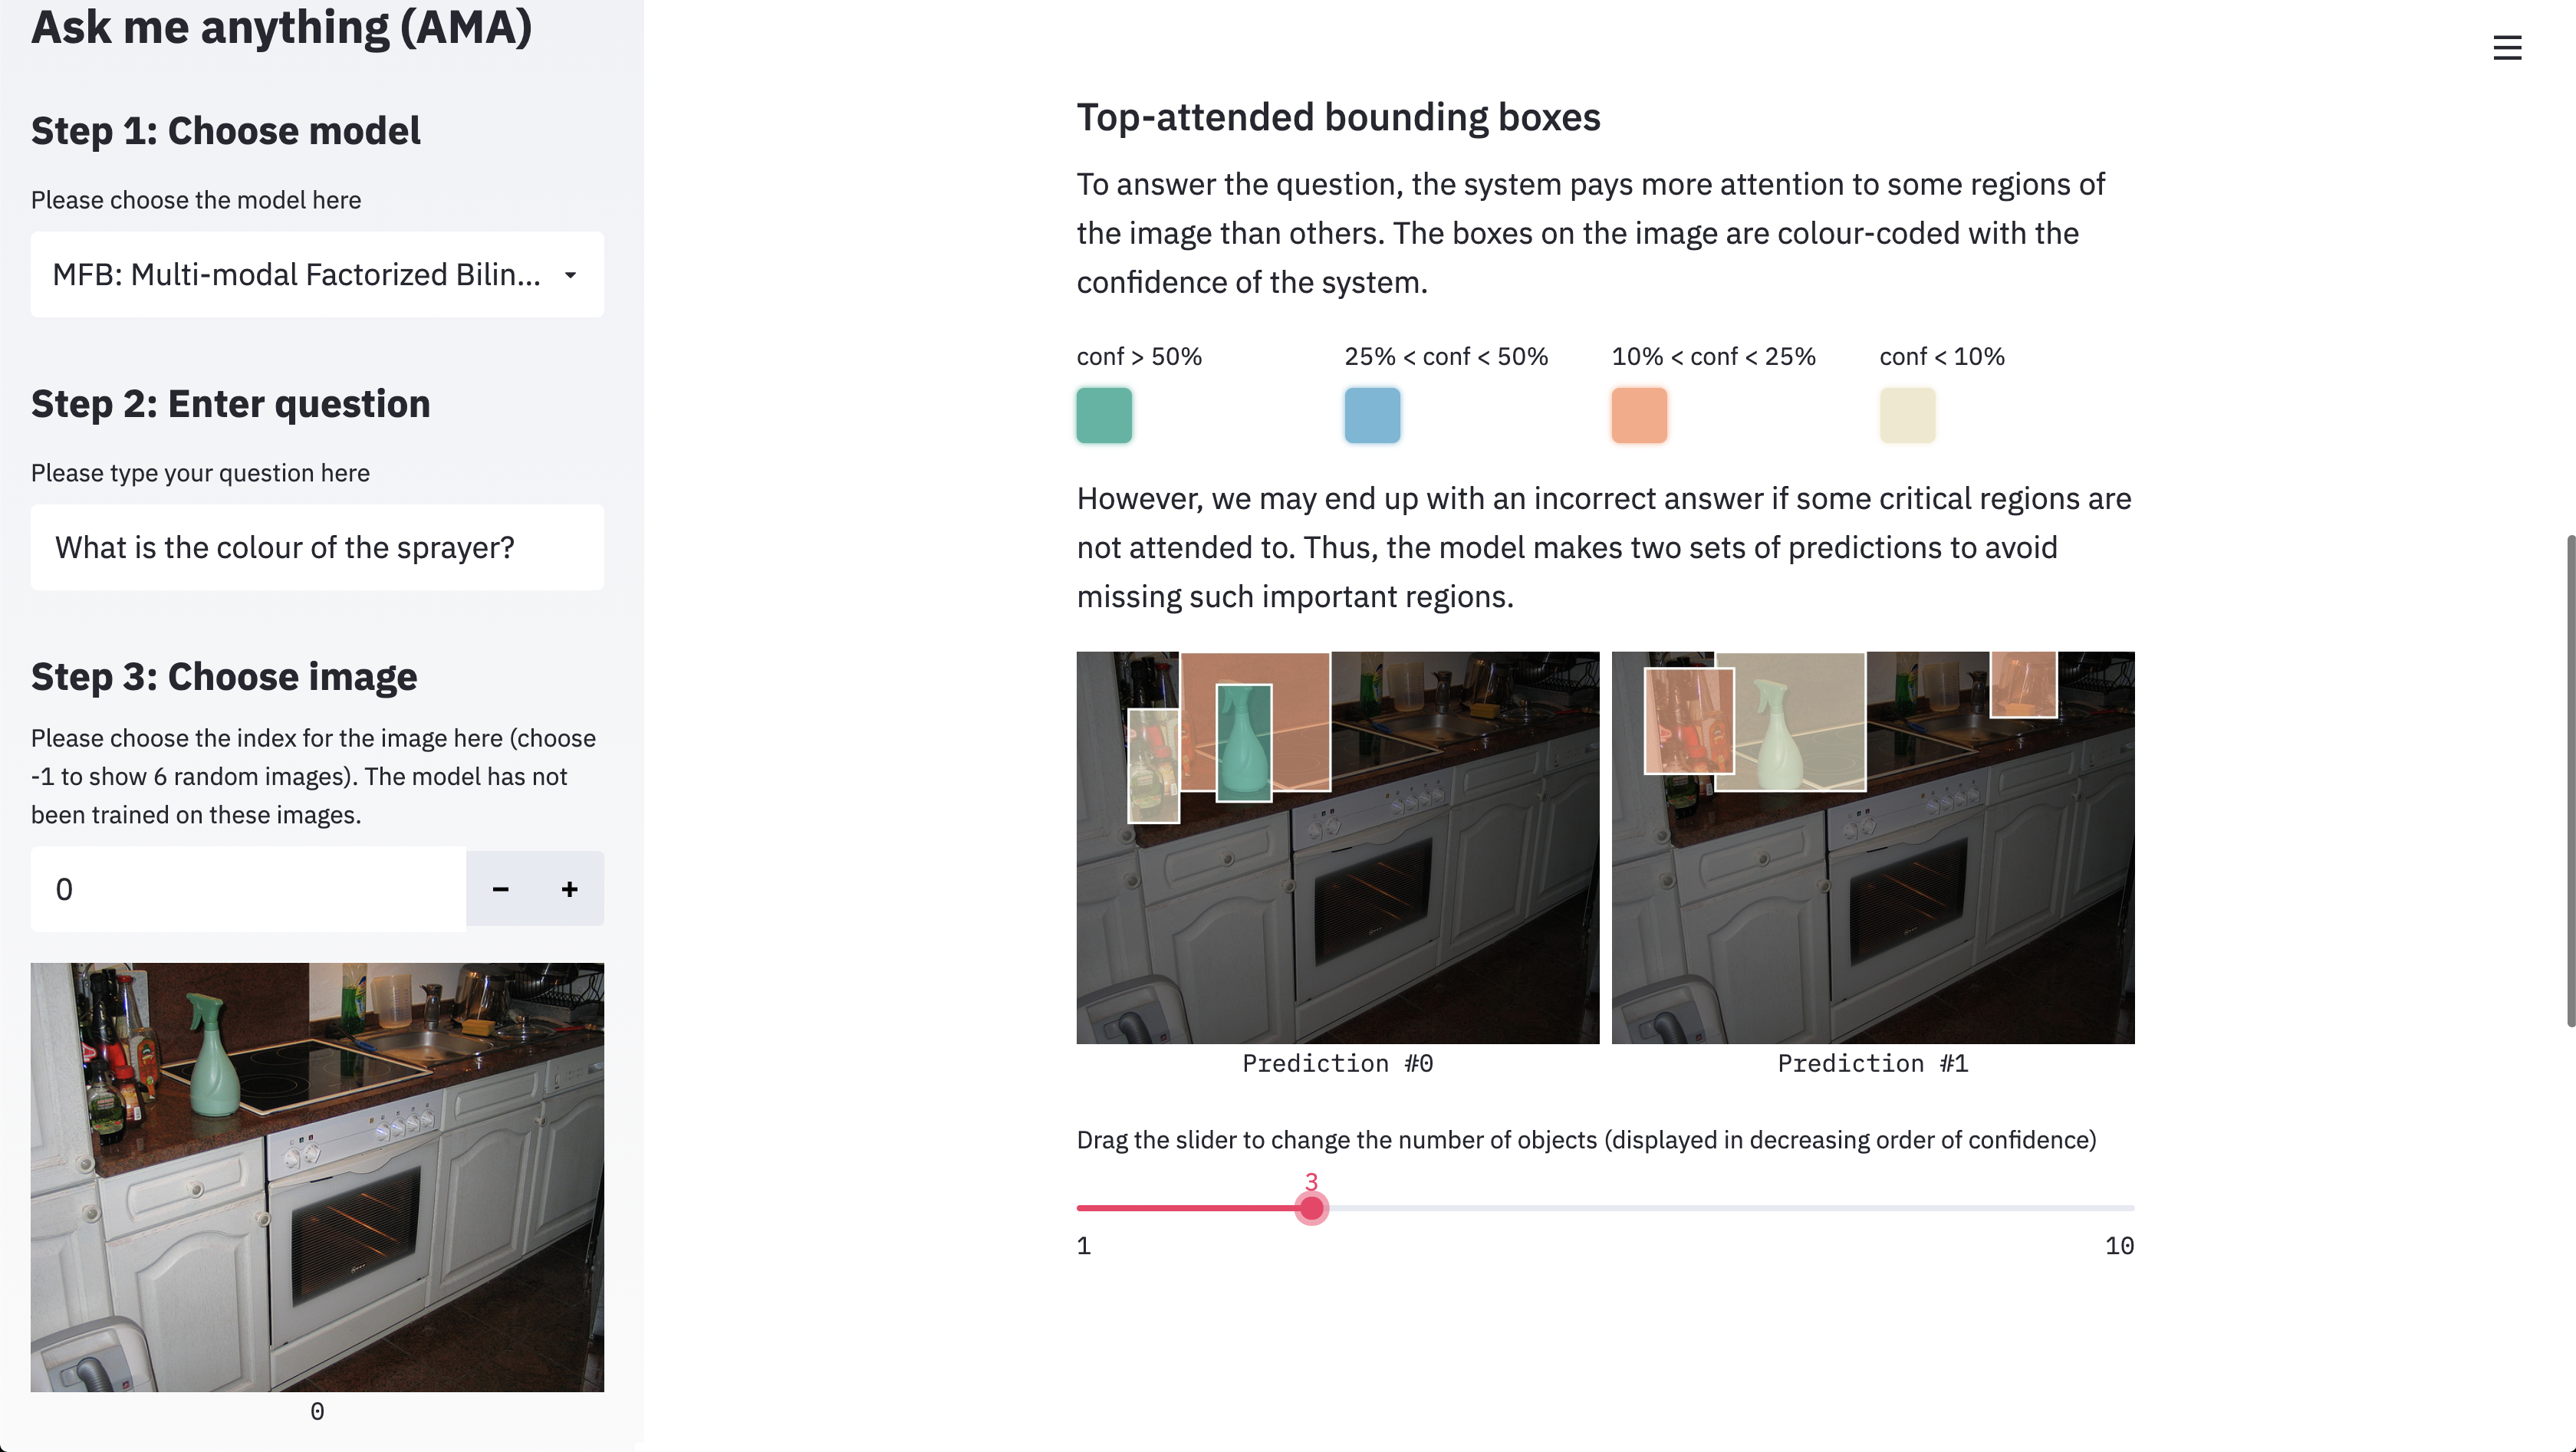 Ask me anything (AMA)
Step 1: Choose model
Please choose the model here
MFB: Multi-modal Factorized Bilin...
Step 2: Enter question
Please type your question here
What is the colour of the sprayer?
Step 3: Choose image
Please choose the index for the image here (choose
-1 to show 6 random images). The model has not
been trained on these images.
0
− +
0
Top-attended bounding boxes
To answer the question, the system pays more attention to some regions of
the image than others. The boxes on the image are colour-coded with the
confidence of the system.
conf > 50%
25% < conf < 50%
10% < conf < 25%
conf < 10%
However, we may end up with an incorrect answer if some critical regions are
not attended to. Thus, the model makes two sets of predictions to avoid
missing such important regions.
Prediction #0
Prediction #1
Drag the slider to change the number of objects (displayed in decreasing order of confidence)
3
1
10